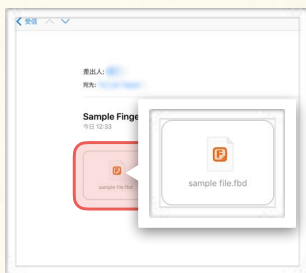 受信
差出人:
宛先:
Sample Finge
今日 12:33
sample file.fbd
sample file.fbd